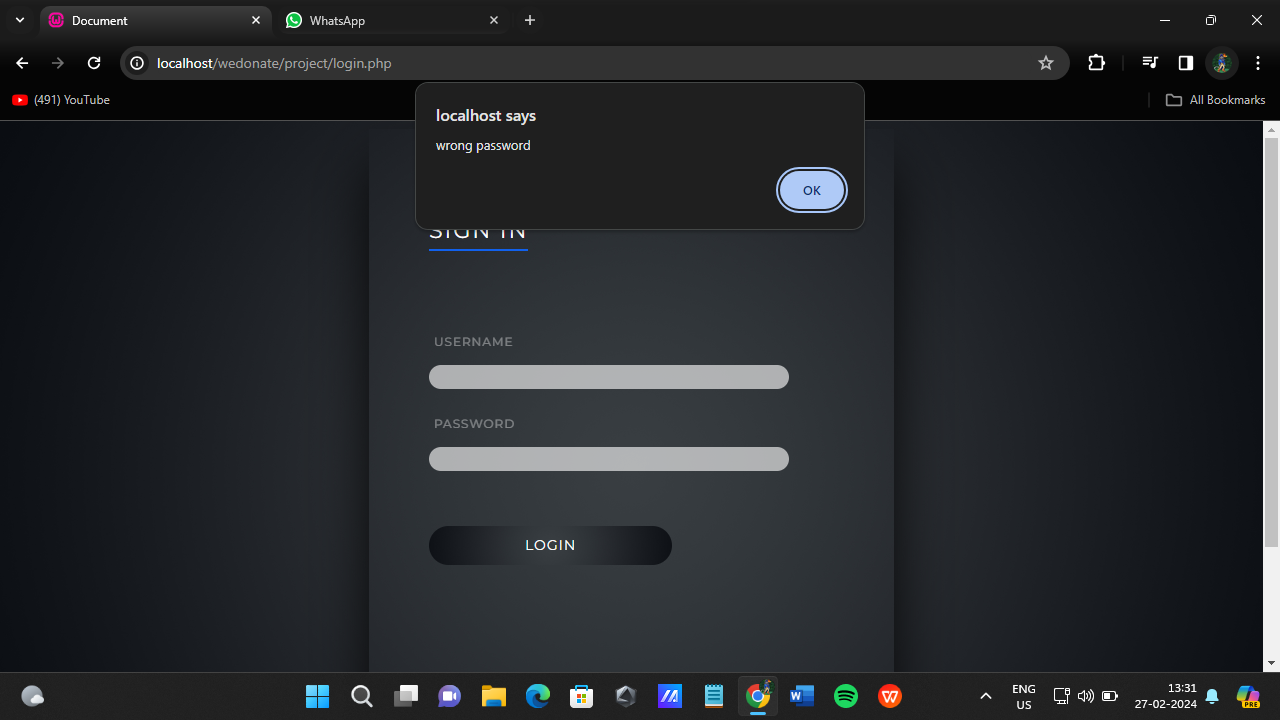 Document
WhatsApp
localhost/wedonate/project/login.php
(491) YouTube
All Bookmarks
localhost says
wrong password
OK
SIGN IN
USERNAME
PASSWORD
LOGIN
ENG
US
13:31
27-02-2024
PRE